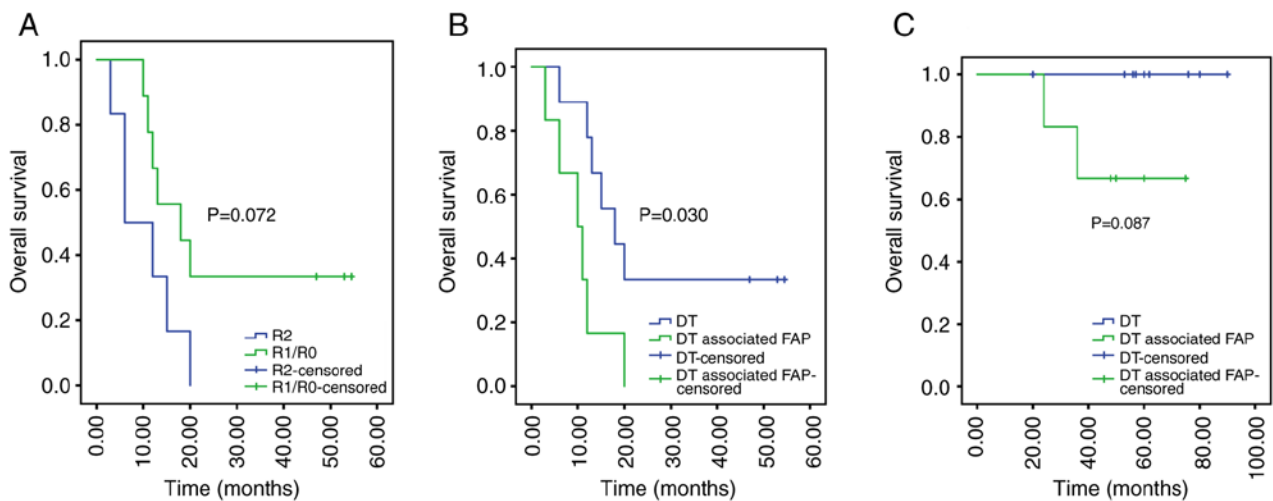 A
Overall survival
1.0
0.8
0.6
0.4
0.2
0.0
P=0.072
R2
R1/R0
R2-censored
R1/R0-censored
0.00
10.00
20.00
30.00
40.00
50.00
60.00
Time (months)
B
Overall survival
1.0
0.8
0.6
0.4
0.2
0.0
P=0.030
DT
DT associated FAP
DT-censored
DT associated FAP-
censored
0.00
10.00
20.00
30.00
40.00
50.00
60.00
Time (months)
C
Overall survival
1.0
0.8
0.6
0.4
0.2
0.0
P=0.087
DT
DT associated FAP
DT-censored
DT associated FAP-
censored
0.00
20.00
40.00
60.00
80.00
100.00
Time (months)